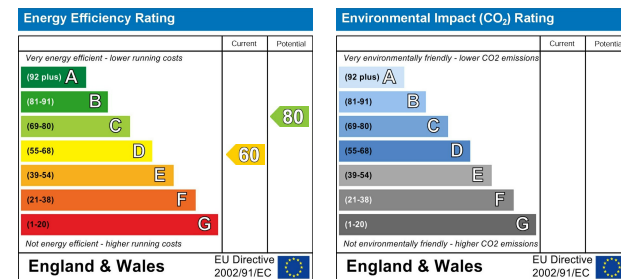 Energy Efficiency Rating
Current Potential
Very energy efficient - lower running costs
(92 plus) A
(81-91) B
(69-80) C
(55-68) D
(39-54) E
(21-38) F
(1-20) G
60
80
Not energy efficient - higher running costs
England & Wales
EU Directive
2002/91/EC
Environmental Impact (CO2) Rating
Current Potential
Very environmentally friendly - lower CO2 emissions
(92 plus) A
(81-91) B
(69-80) C
(55-68) D
(39-54) E
(21-38) F
(1-20) G
Not environmentally friendly - higher CO2 emissions
England & Wales
EU Directive
2002/91/EC